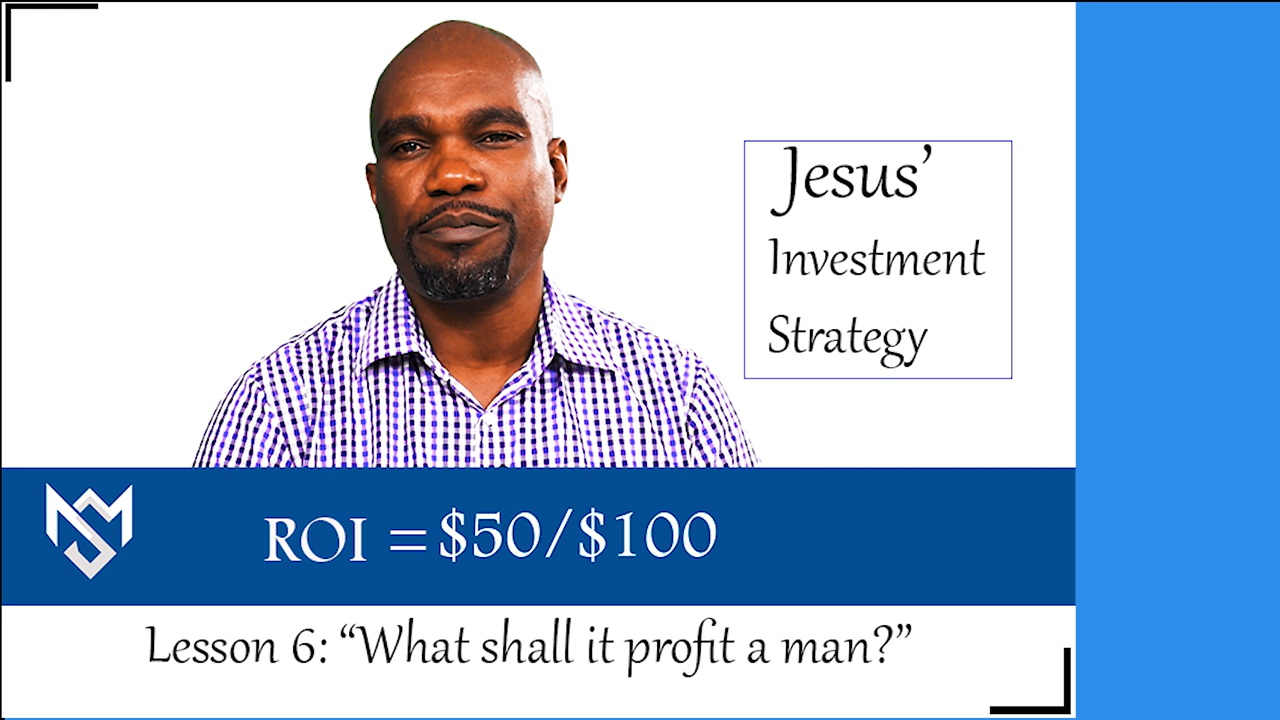 Jesus’
Investment
Strategy
ROI = $50/$100
Lesson 6: “What shall it profit a man?”